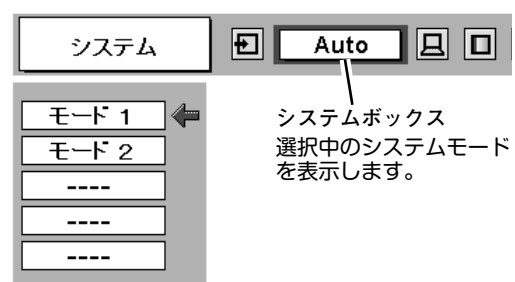 システム
Auto
モード 1
モード 2
----
----
----
システムボックス
選択中のシステムモード
を表示します。